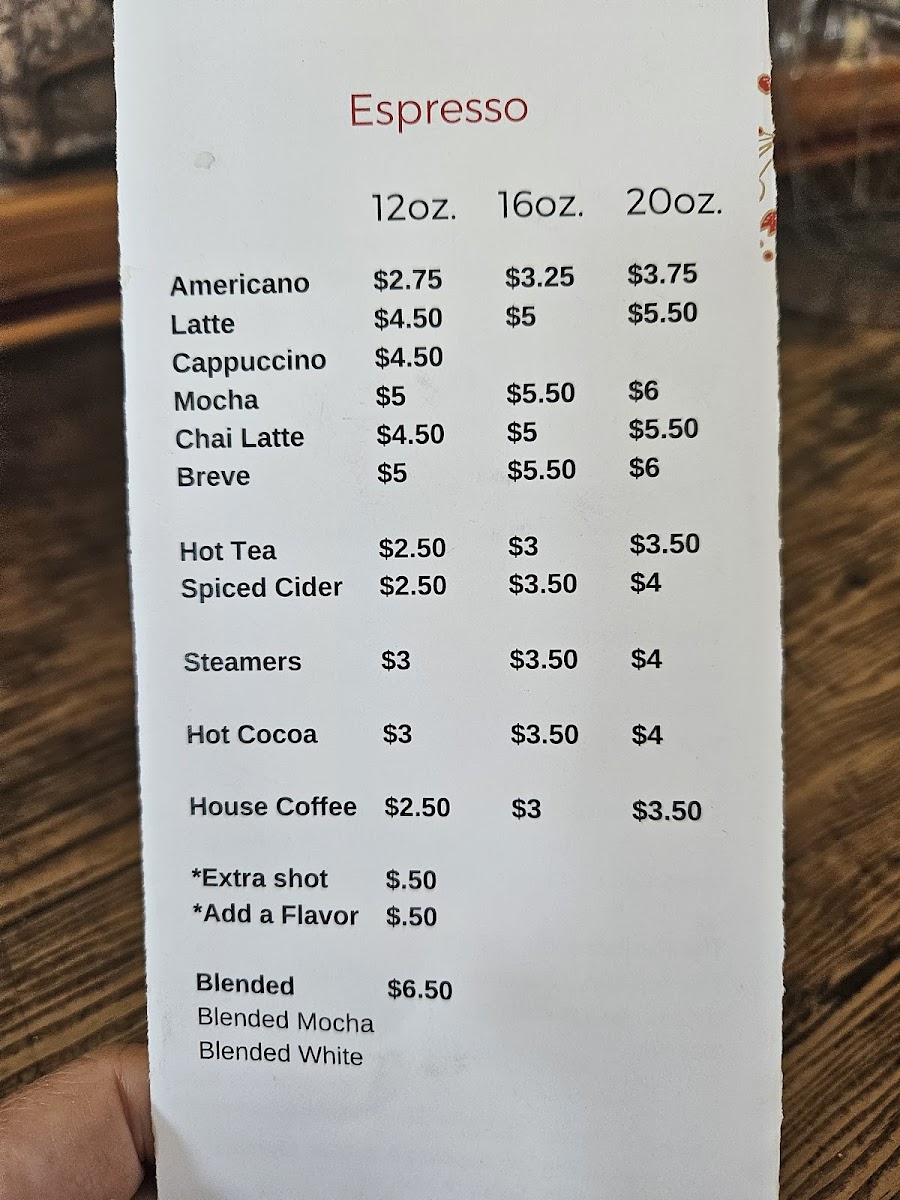 Espresso
12oz. 16oz. 20oz.
Americano $2.75 $3.25 $3.75
Latte $4.50 $5 $5.50
Cappuccino $4.50
Mocha $5 $5.50 $6
Chai Latte $4.50 $5 $5.50
Breve $5 $5.50 $6
Hot Tea $2.50 $3 $3.50
Spiced Cider $2.50 $3.50 $4
Steamers $3 $3.50 $4
Hot Cocoa $3 $3.50 $4
House Coffee $2.50 $3 $3.50
*Extra shot $.50
*Add a Flavor $.50
Blended $6.50
Blended Mocha
Blended White